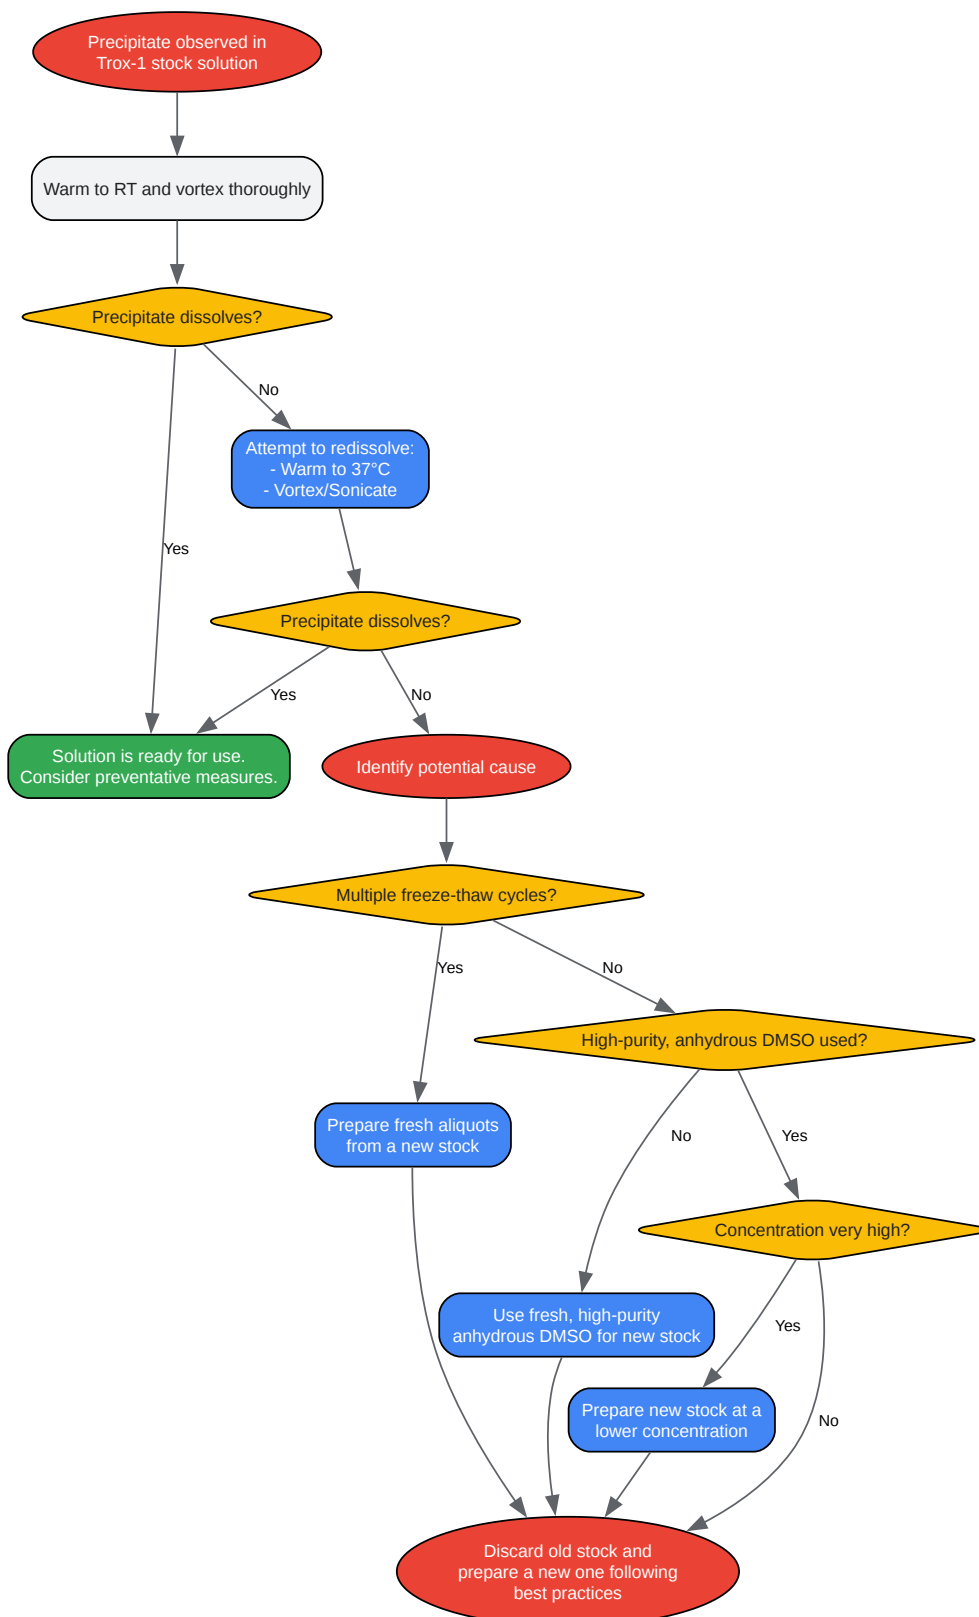 Precipitate observed in
Trox-1 stock solution
Warm to RT and vortex thoroughly
Precipitate dissolves?
No
Attempt to redissolve:
- Warm to 37°C
- Vortex/Sonicate
Yes
Precipitate dissolves?
Yes
No
Solution is ready for use.
Consider preventative measures.
Identify potential cause
Multiple freeze-thaw cycles?
Yes
No
High-purity, anhydrous DMSO used?
Prepare fresh aliquots
from a new stock
No
Yes
Concentration very high?
Use fresh, high-purity
anhydrous DMSO for new stock
Yes
Prepare new stock at a
lower concentration
No
Discard old stock and
prepare a new one following
best practices